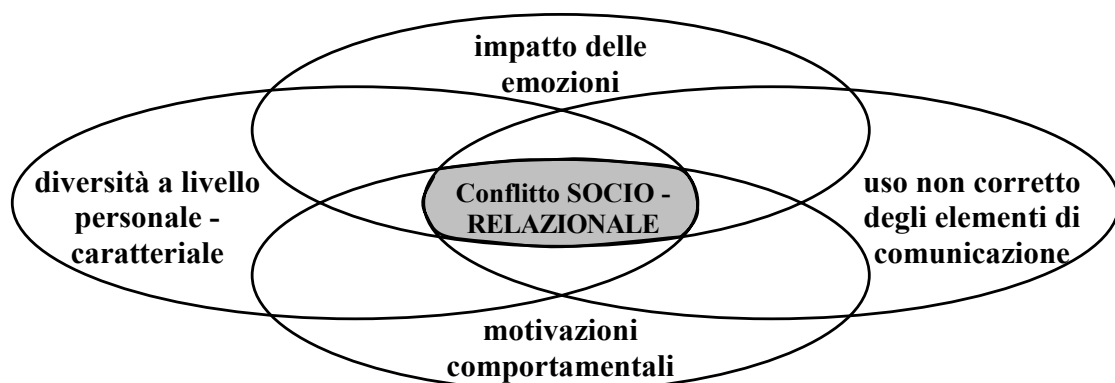 impatto delle
emozioni
diversità a livello
personale -
caratteriale
Conflitto SOCIO -
RELAZIONALE
uso non corretto
degli elementi di
comunicazione
motivazioni
comportamentali